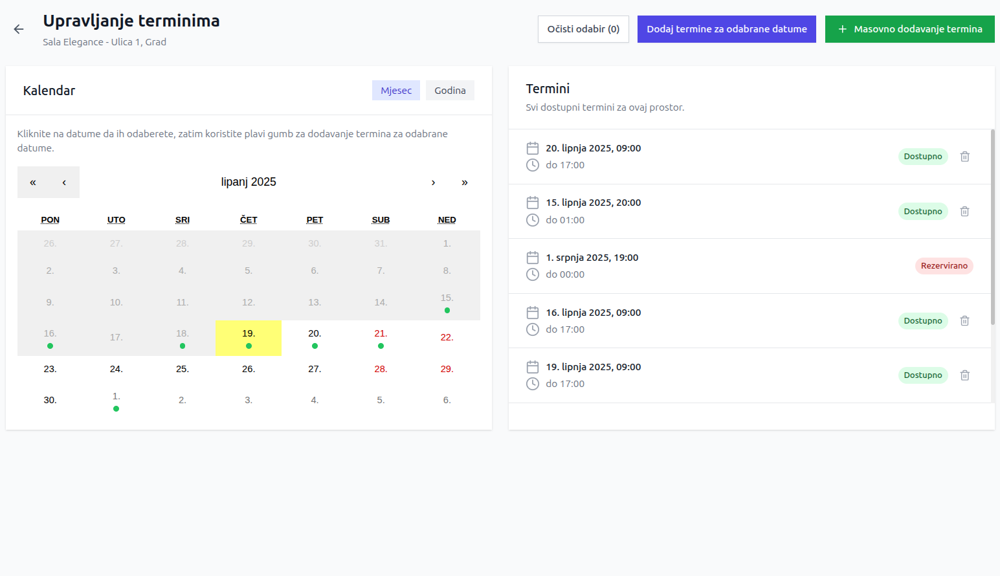 Upravljanje terminima
Sala Elegance - Ulica 1, Grad
Očisti odabir (0)
Dodaj termine za odabrane datume
Masovno dodavanje termina
Kalendar
Mjesec
Godina
Kliknite na datume da ih odaberete, zatim koristite plavi gumb za dodavanje termina za odabrane
datume.
« ‹ lipanj 2025 › »
PON UTO SRI ČET PET SUB NED
26. 27. 28. 29. 30. 31. 1.
2. 3. 4. 5. 6. 7. 8.
9. 10. 11. 12. 13. 14. 15.
16. 17. 18. 19. 20. 21. 22.
23. 24. 25. 26. 27. 28. 29.
30. 1. 2. 3. 4. 5. 6.
Termini
Svi dostupni termini za ovaj prostor.
20. lipnja 2025, 09:00
do 17:00
Dostupno
15. lipnja 2025, 20:00
do 01:00
Dostupno
1. srpnja 2025, 19:00
do 00:00
Rezervirano
16. lipnja 2025, 09:00
do 17:00
Dostupno
19. lipnja 2025, 09:00
do 17:00
Dostupno